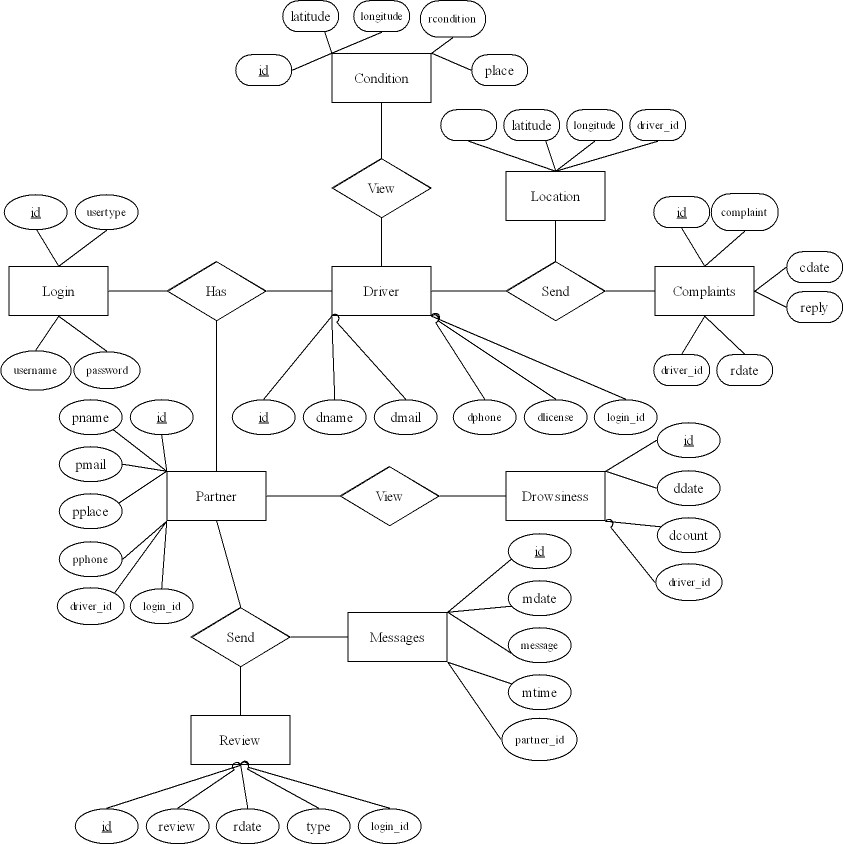 latitude
longitude
rcondition
id
Condition
place
latitude
longitude
driver_id
View
Location
id
usertype
id
complaint
Login
Has
Driver
Send
Complaints
cdate
reply
username
password
driver_id
rdate
pname
id
id
dname
dmail
dphone
dlicense
login_id
pmail
pplace
Partner
View
Drowsiness
id
ddate
dcount
driver_id
pphone
driver_id
login_id
Send
Messages
id
mdate
message
mtime
partner_id
Review
id
review
rdate
type
login_id